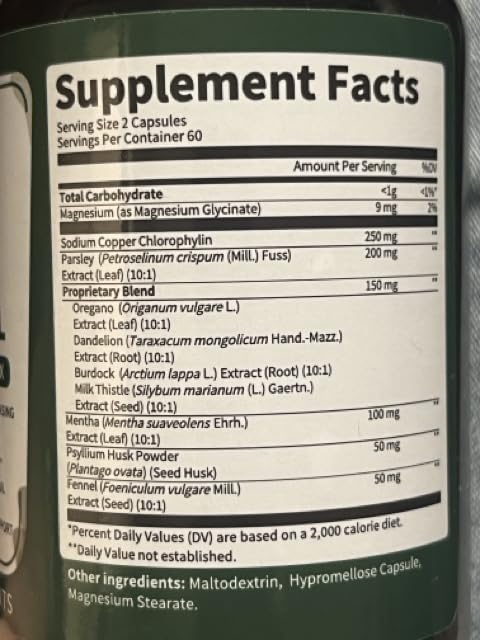 Supplement Facts
Serving Size 2 Capsules
Servings Per Container 60
Amount Per Serving %DV
Total Carbohydrate <1g <1%*
Magnesium (as Magnesium Glycinate) 9 mg 2%
Sodium Copper Chlorophylin 250 mg **
Parsley (Petroselinum crispum (Mill.) Fuss) 200 mg **
Extract (Leaf) (10:1)
Proprietary Blend 150 mg **
Oregano (Origanum vulgare L.)
Extract (Leaf) (10:1)
Dandelion (Taraxacum mongolicum Hand.-Mazz.)
Extract (Root) (10:1)
Burdock (Arctium lappa L.) Extract (Root) (10:1)
Milk Thistle (Silybum marianum (L.) Gaertn.)
Extract (Seed) (10:1)
Mentha (Mentha suaveolens Ehrh.) 100 mg **
Extract (Leaf) (10:1)
Psyllium Husk Powder 50 mg **
(Plantago ovata) (Seed Husk)
Fennel (Foeniculum vulgare Mill.) 50 mg **
Extract (Seed) (10:1)
*Percent Daily Values (DV) are based on a 2,000 calorie diet.
**Daily Value not established.
Other ingredients: Maltodextrin, Hypromellose Capsule,
Magnesium Stearate.